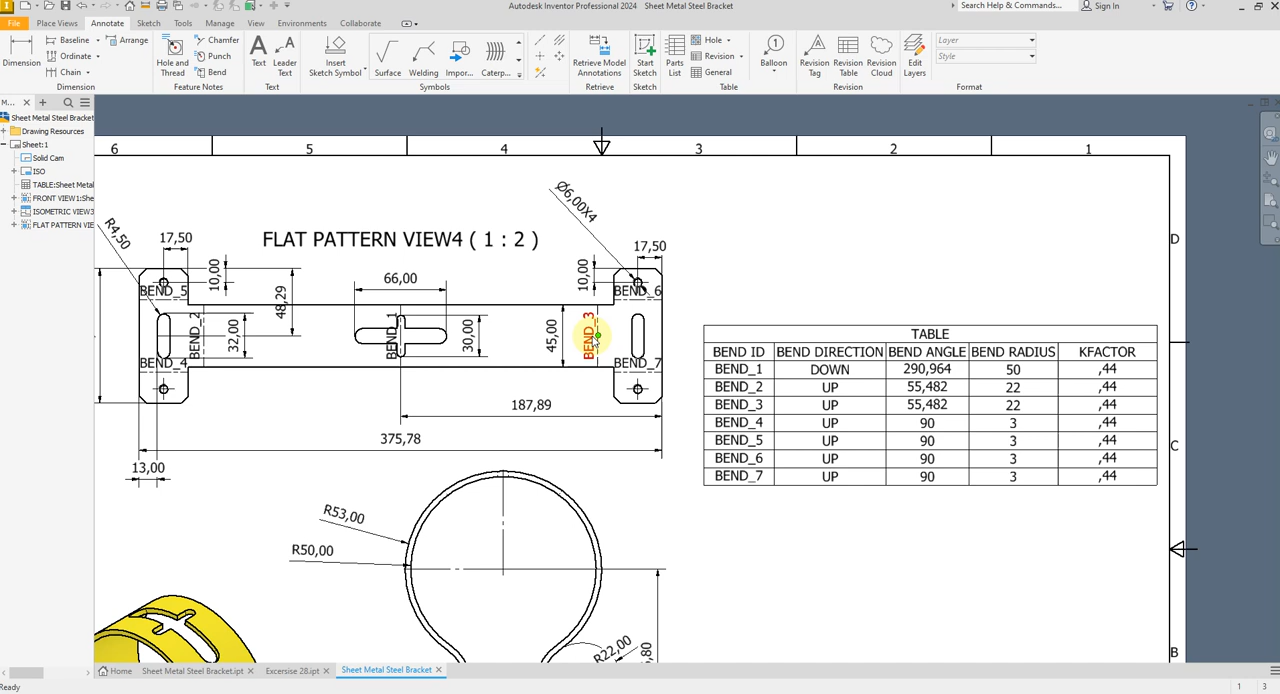 Autodesk Inventor Professional 2024 Sheet Metal Steel Bracket
Search Help & Commands...
Sign In
File Place Views Annotate Sketch Tools Manage View Environments Collaborate
Dimension
Baseline
Ordinate
Chain
Arrange
Dimension
Hole and Thread
Chamfer
Punch
Bend
Feature Notes
Text
Leader Text
Text
Insert Sketch Symbol
Surface
Welding
Impor...
Caterp...
Symbols
Retrieve Model Annotations
Retrieve
Start Sketch
Sketch
Parts List
Hole
Revision
General
Table
Balloon
Revision Tag
Revision Table
Revision Cloud
Revision
Edit Layers
Layer
Style
Format
M...
Sheet Metal Steel Bracket
Drawing Resources
Sheet:1
Solid Cam
ISO
TABLE:Sheet Metal
FRONT VIEW1:She
ISOMETRIC VIEW3
FLAT PATTERN VIE
6 5 4 3 2 1
D
C
B
FLAT PATTERN VIEW4 ( 1 : 2 )
R4,50
17,50
10,00
48,29
66,00
10,00
Ø6,00X4
17,50
BEND_5
BEND_6
BEND_2
32,00
BEND_1
30,00
45,00
BEND_3
BEND_4
BEND_7
187,89
375,78
13,00
TABLE
BEND ID BEND DIRECTION BEND ANGLE BEND RADIUS KFACTOR
BEND_1 DOWN 290,964 50 ,44
BEND_2 UP 55,482 22 ,44
BEND_3 UP 55,482 22 ,44
BEND_4 UP 90 3 ,44
BEND_5 UP 90 3 ,44
BEND_6 UP 90 3 ,44
BEND_7 UP 90 3 ,44
R53,00
R50,00
R22,00
Home Sheet Metal Steel Bracket.ipt Excersise 28.ipt Sheet Metal Steel Bracket
Ready
1 3